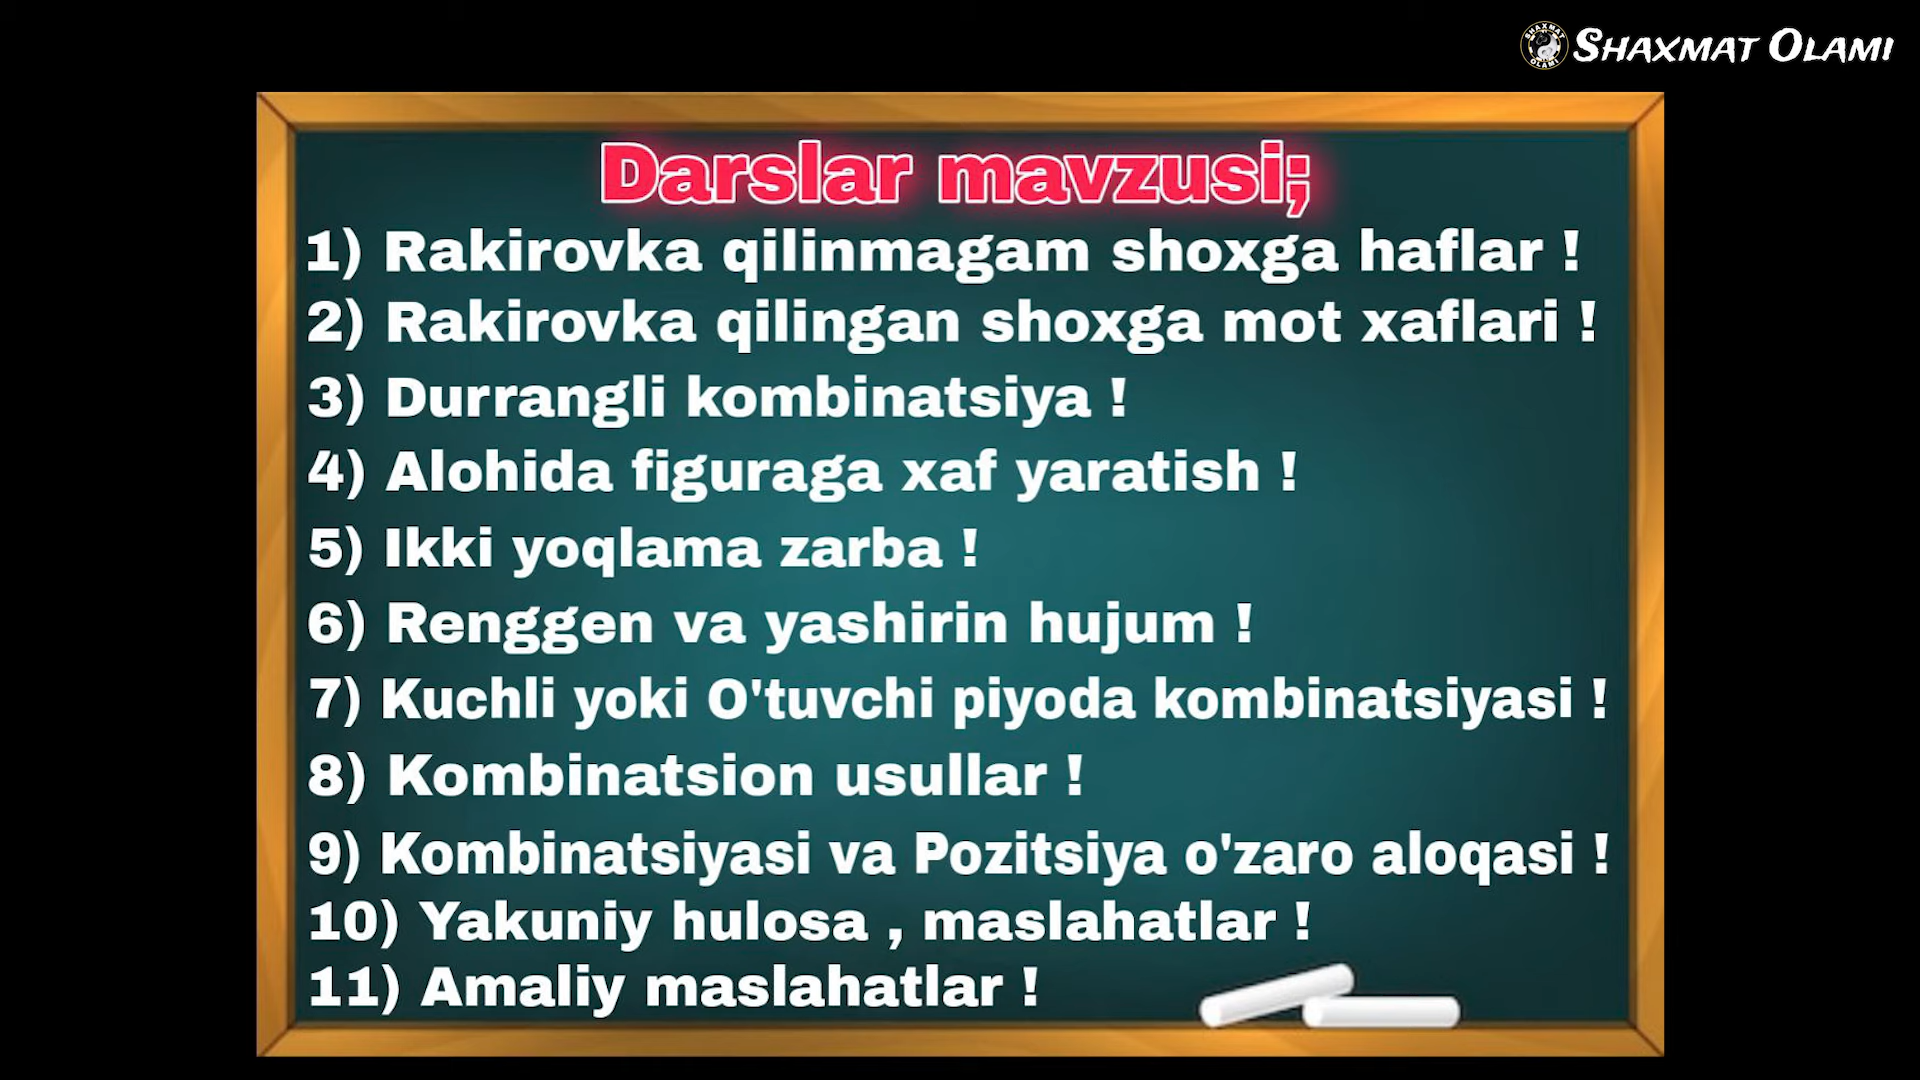 SHAXMAT OLAMI
Darslar mavzusi;
1) Rakirovka qilinmagam shoxga haflar !
2) Rakirovka qilingan shoxga mot xaflari !
3) Durrangli kombinatsiya !
4) Alohida figuraga xaf yaratish !
5) Ikki yoqlama zarba !
6) Renggen va yashirin hujum !
7) Kuchli yoki O'tuvchi piyoda kombinatsiyasi !
8) Kombinatsion usullar !
9) Kombinatsiyasi va Pozitsiya o'zaro aloqasi !
10) Yakuniy hulosa , maslahatlar !
11) Amaliy maslahatlar !